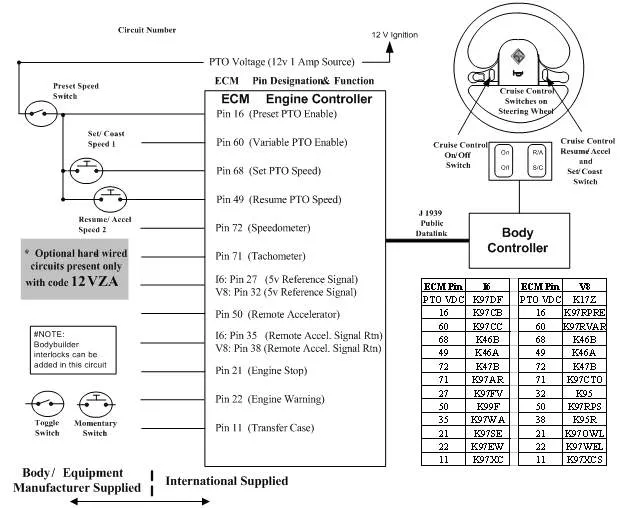 Circuit Number
12 V Ignition
PTO Voltage (12v 1 Amp Source)
ECM Pin Designation& Function
Preset Speed
Switch
ECM Engine Controller
Pin 16 (Preset PTO Enable)
Set/ Coast
Speed 1
Pin 60 (Variable PTO Enable)
Pin 68 (Set PTO Speed)
Pin 49 (Resume PTO Speed)
Resume/ Accel
Speed 2
Pin 72 (Speedometer)
Pin 71 (Tachometer)
* Optional hard wired
circuits present only
with code 12VZA
I6: Pin 27 (5v Reference Signal)
V8: Pin 32 (5v Reference Signal)
Pin 50 (Remote Accelerator)
#NOTE:
Bodybuilder
interlocks can be
added in this circuit
I6: Pin 35 (Remote Accel. Signal Rtn)
V8: Pin 38 (Remote Accel. Signal Rtn)
Pin 21 (Engine Stop)
Pin 22 (Engine Warning)
Pin 11 (Transfer Case)
Toggle
Switch
Momentary
Switch
Body/ Equipment
Manufacturer Supplied
International Supplied
Cruise Control
Switches on
Steering Wheel
Cruise Control
On/Off
Switch
Cruise Control
Resume/ Accel
and
Set/ Coast
Switch
On
Off
R/A
S/C
J 1939
Public
Datalink
Body
Controller
ECM Pin I6 ECM Pin V8
PTO VDC K97DF PTO VDC K17Z
16 K97CB 16 K97RPRE
60 K97CC 60 K97RVAR
68 K46B 68 K46B
49 K46A 49 K46A
72 K47B 72 K47B
71 K97AR 71 K97CTO
27 K97FV 32 K95
50 K99F 50 K97RPS
35 K97WA 38 K95R
21 K97SE 21 K97OWL
22 K97EW 22 K97WEL
11 K97XC 11 K97XCS